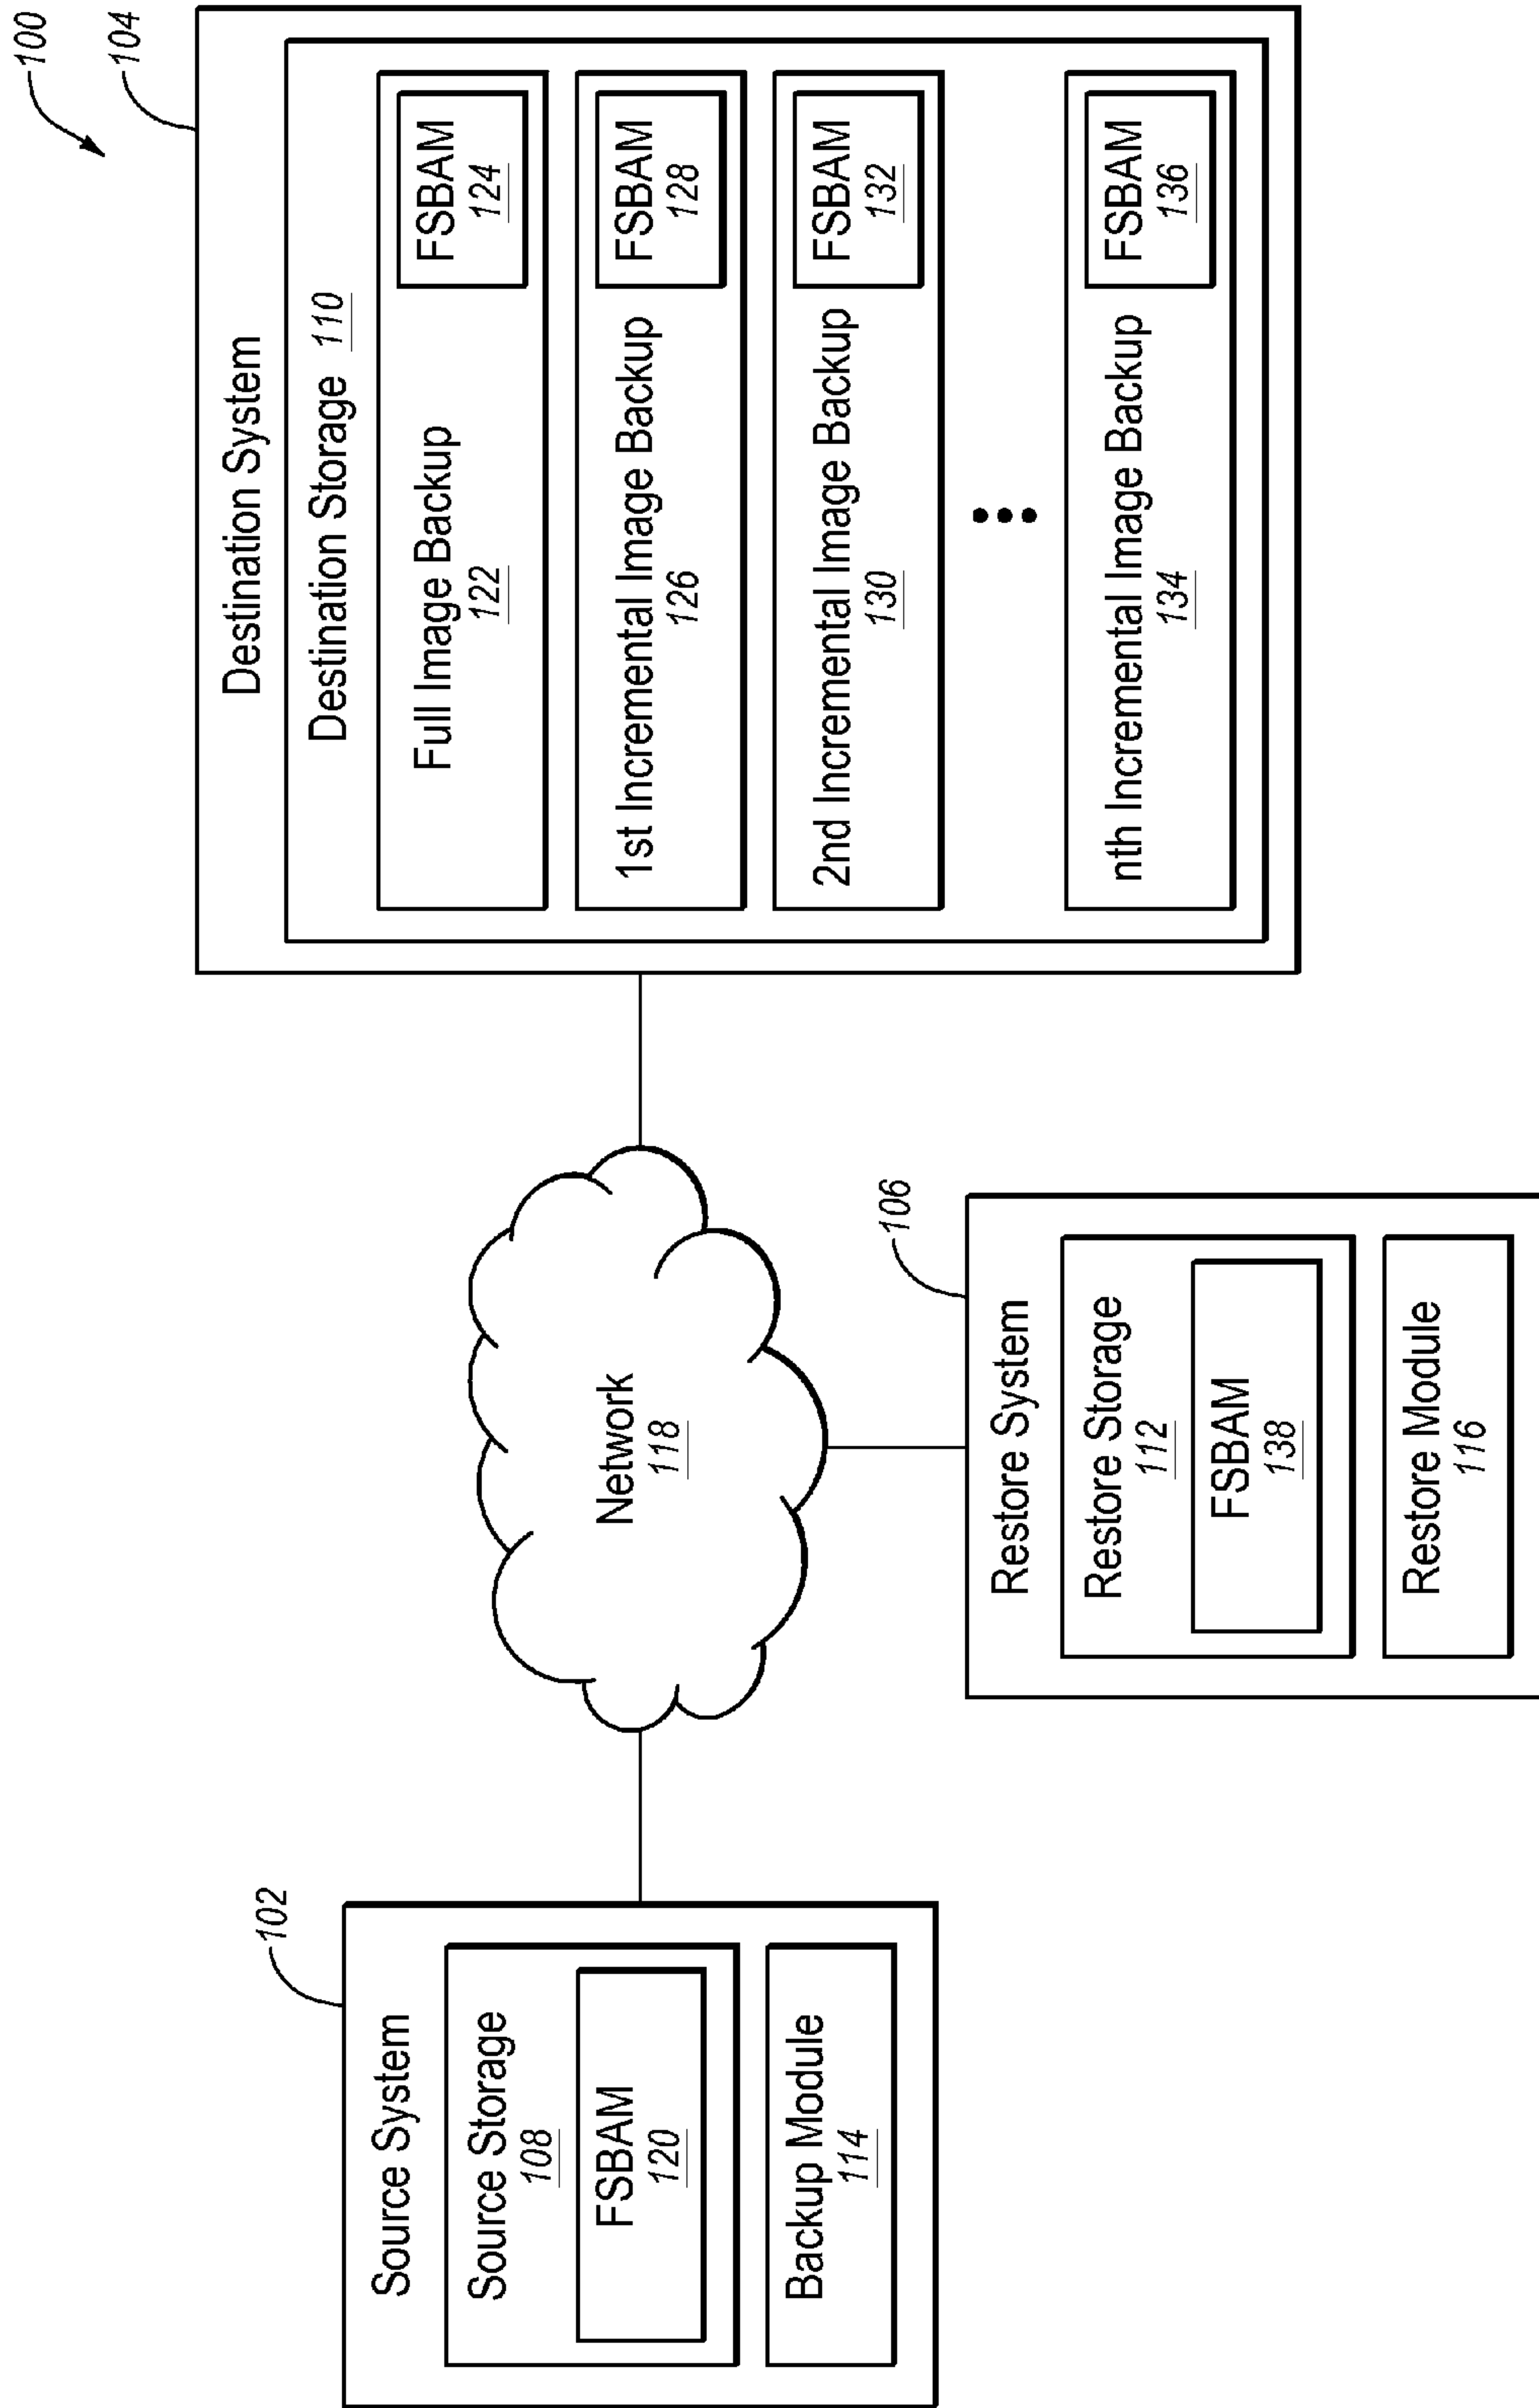 100
104
Destination System
Destination Storage 110
Full Image Backup
122
FSBAM
124
1st Incremental Image Backup
126
FSBAM
128
2nd Incremental Image Backup
130
FSBAM
132
nth Incremental Image Backup
134
FSBAM
136
Network
118
102
Source System
Source Storage
108
FSBAM
120
Backup Module
114
106
Restore System
Restore Storage
112
FSBAM
138
Restore Module
116